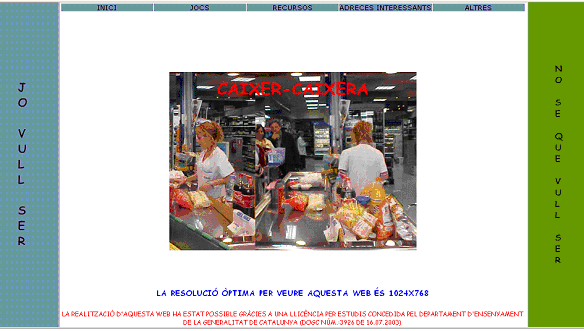 INICI
JOCS
RECURSOS
ADRECES INTERESSANTS
ALTRES
JO VULL SER
CAIXER-CAIXERA
NO SE QUE VULL SER
LA RESOLUCIÓ ÓPTIMA PER VEURE AQUESTA WEB ÉS 1024X768
LA REALITZACIÓ D'AQUESTA WEB HA ESTAT POSSIBLE GRÀCIES A UNA LLICÈNCIA PER ESTUDIS CONCEDIDA PEL DEPARTAMENT D'ENSENYAMENT
DE LA GENERALITAT DE CATALUNYA (DOGC NÚM. 3926 DE 16.07.2003).